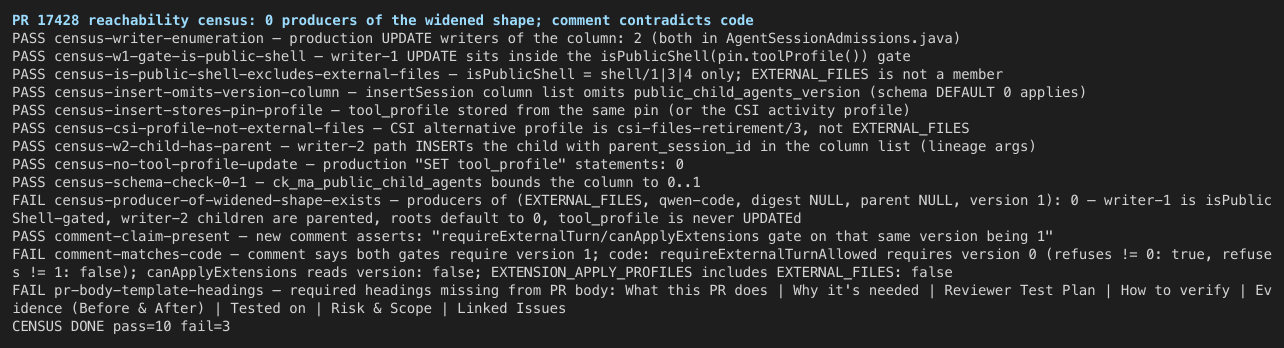 PR 17428 reachability census: 0 producers of the widened shape; comment contradicts code
PASS census-writer-enumeration — production UPDATE writers of the column: 2 (both in AgentSessionAdmissions.java)
PASS census-w1-gate-is-public-shell — writer-1 UPDATE sits inside the isPublicShell(pin.toolProfile()) gate
PASS census-is-public-shell-excludes-external-files — isPublicShell = shell/1|3|4 only; EXTERNAL_FILES is not a member
PASS census-insert-omits-version-column — insertSession column list omits public_child_agents_version (schema DEFAULT 0 applies)
PASS census-insert-stores-pin-profile — tool_profile stored from the same pin (or the CSI activity profile)
PASS census-csi-profile-not-external-files — CSI alternative profile is csi-files-retirement/3, not EXTERNAL_FILES
PASS census-w2-child-has-parent — writer-2 path INSERTs the child with parent_session_id in the column list (lineage args)
PASS census-no-tool-profile-update — production "SET tool_profile" statements: 0
PASS census-schema-check-0-1 — ck_ma_public_child_agents bounds the column to 0..1
FAIL census-producer-of-widened-shape-exists — producers of (EXTERNAL_FILES, qwen-code, digest NULL, parent NULL, version 1): 0 — writer-1 is isPublic
Shell-gated, writer-2 children are parented, roots default to 0, tool_profile is never UPDATEd
PASS comment-claim-present — new comment asserts: "requireExternalTurn/canApplyExtensions gate on that same version being 1"
FAIL comment-matches-code — comment says both gates require version 1; code: requireExternalTurnAllowed requires version 0 (refuses != 0: true, refuse
s != 1: false); canApplyExtensions reads version: false; EXTENSION_APPLY_PROFILES includes EXTERNAL_FILES: false
FAIL pr-body-template-headings — required headings missing from PR body: What this PR does | Why it's needed | Reviewer Test Plan | How to verify | Ev
idence (Before & After) | Tested on | Risk & Scope | Linked Issues
CENSUS DONE pass=10 fail=3